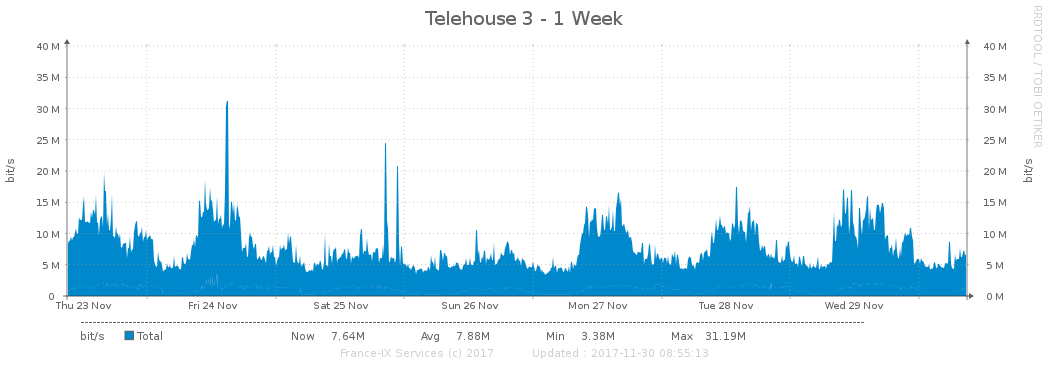 Telehouse 3 - 1 Week
RRDTOOL / TOBI OETIKER
bit/s
bit/s
40 M 40 M
35 M 35 M
30 M 30 M
25 M 25 M
20 M 20 M
15 M 15 M
10 M 10 M
5 M 5 M
0 0 M
Thu 23 Nov Fri 24 Nov Sat 25 Nov Sun 26 Nov Mon 27 Nov Tue 28 Nov Wed 29 Nov
bit/s Total Now 7.64M Avg 7.88M Min 3.38M Max 31.19M
France-IX Services (c) 2017 Updated : 2017-11-30 08:55:13